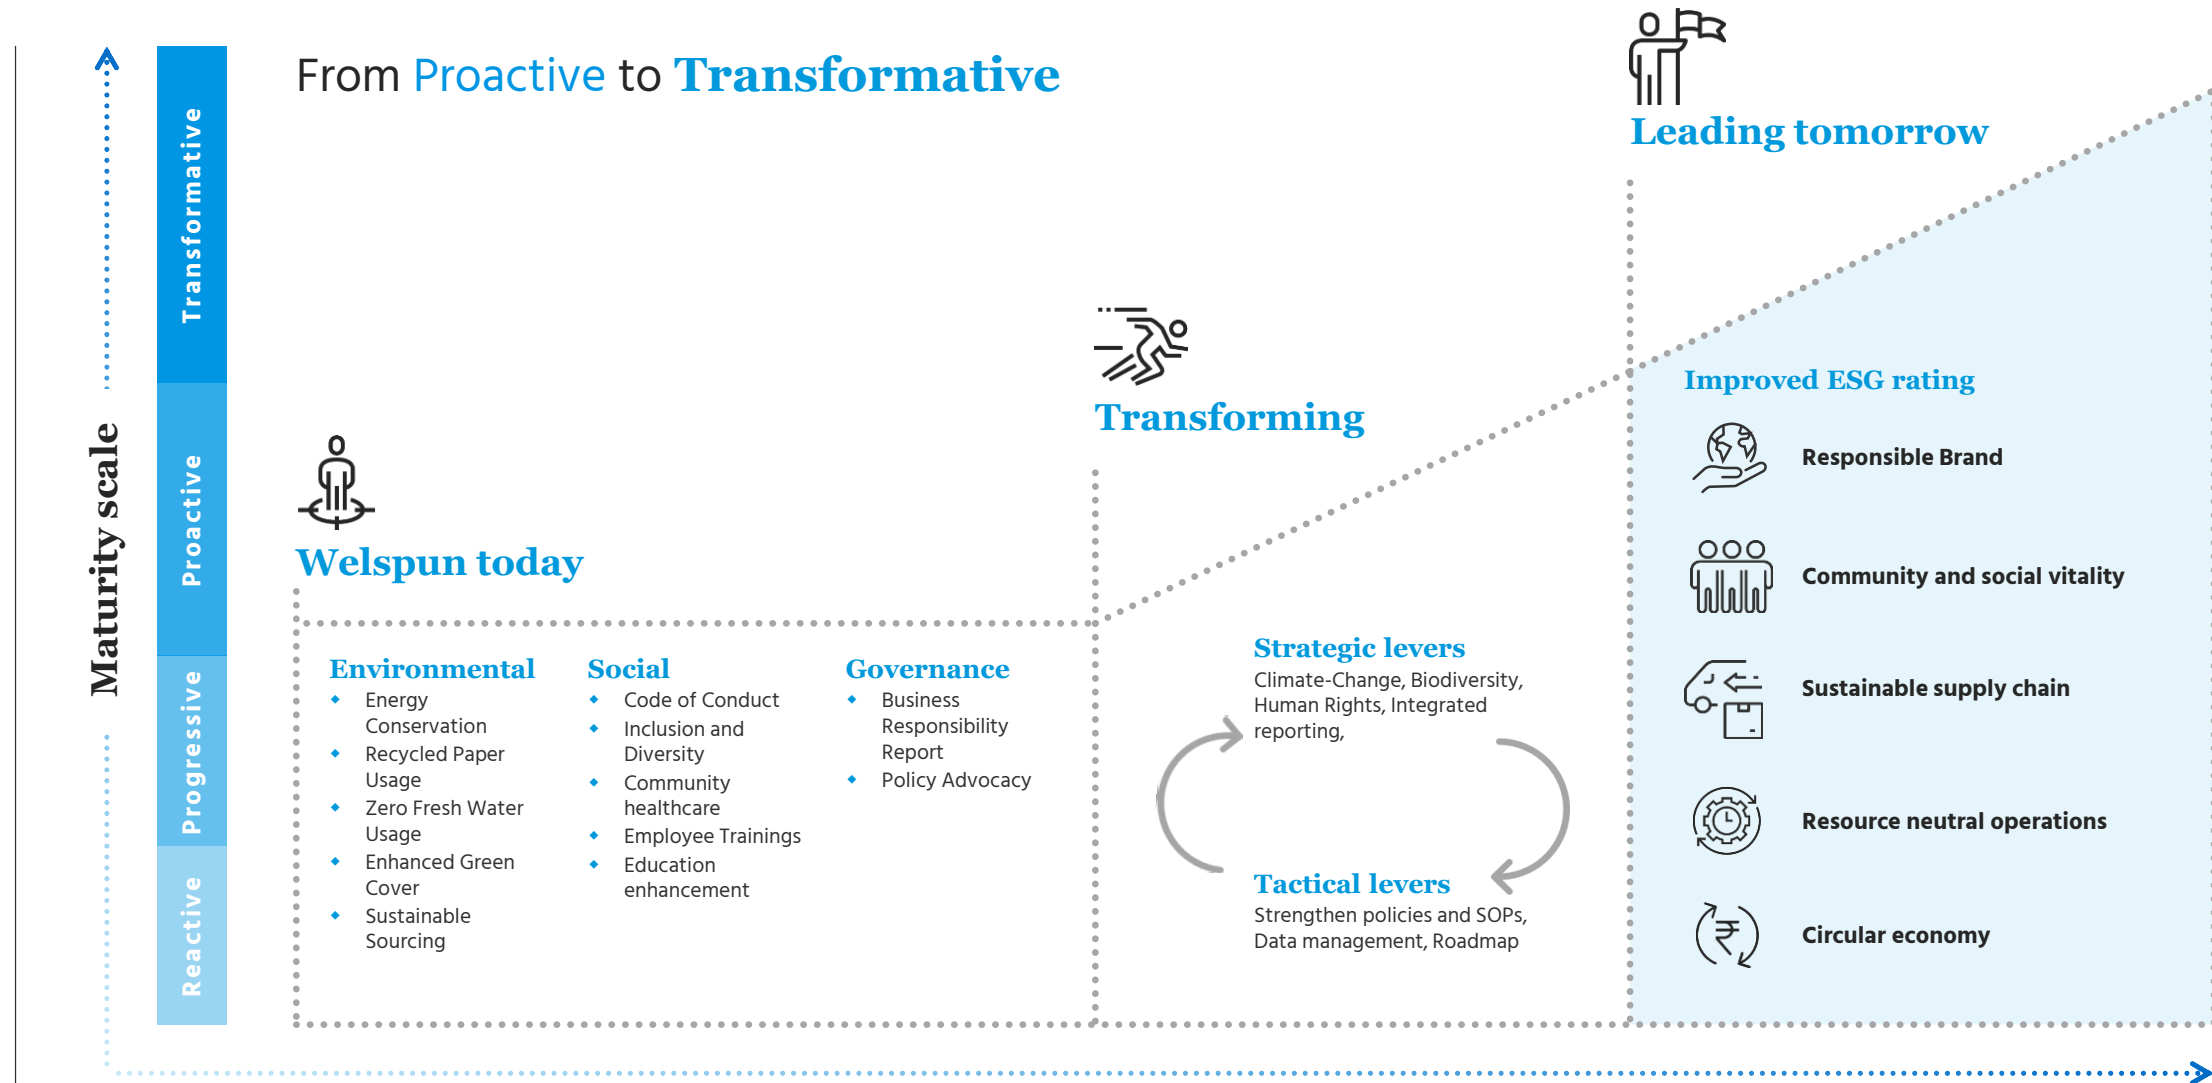 From Proactive to Transformative
Maturity scale
Transformative
Proactive
Progressive
Reactive
Welspun today
Environmental
Energy
Conservation
Recycled Paper
Usage
Zero Fresh Water
Usage
Enhanced Green
Cover
Sustainable
Sourcing
Social
Code of Conduct
Inclusion and
Diversity
Community
healthcare
Employee Trainings
Education
enhancement
Governance
Business
Responsibility
Report
Policy Advocacy
Transforming
Strategic levers
Climate-Change, Biodiversity,
Human Rights, Integrated
reporting,
Tactical levers
Strengthen policies and SOPs,
Data management, Roadmap
Leading tomorrow
Improved ESG rating
Responsible Brand
Community and social vitality
Sustainable supply chain
Resource neutral operations
₹
Circular economy